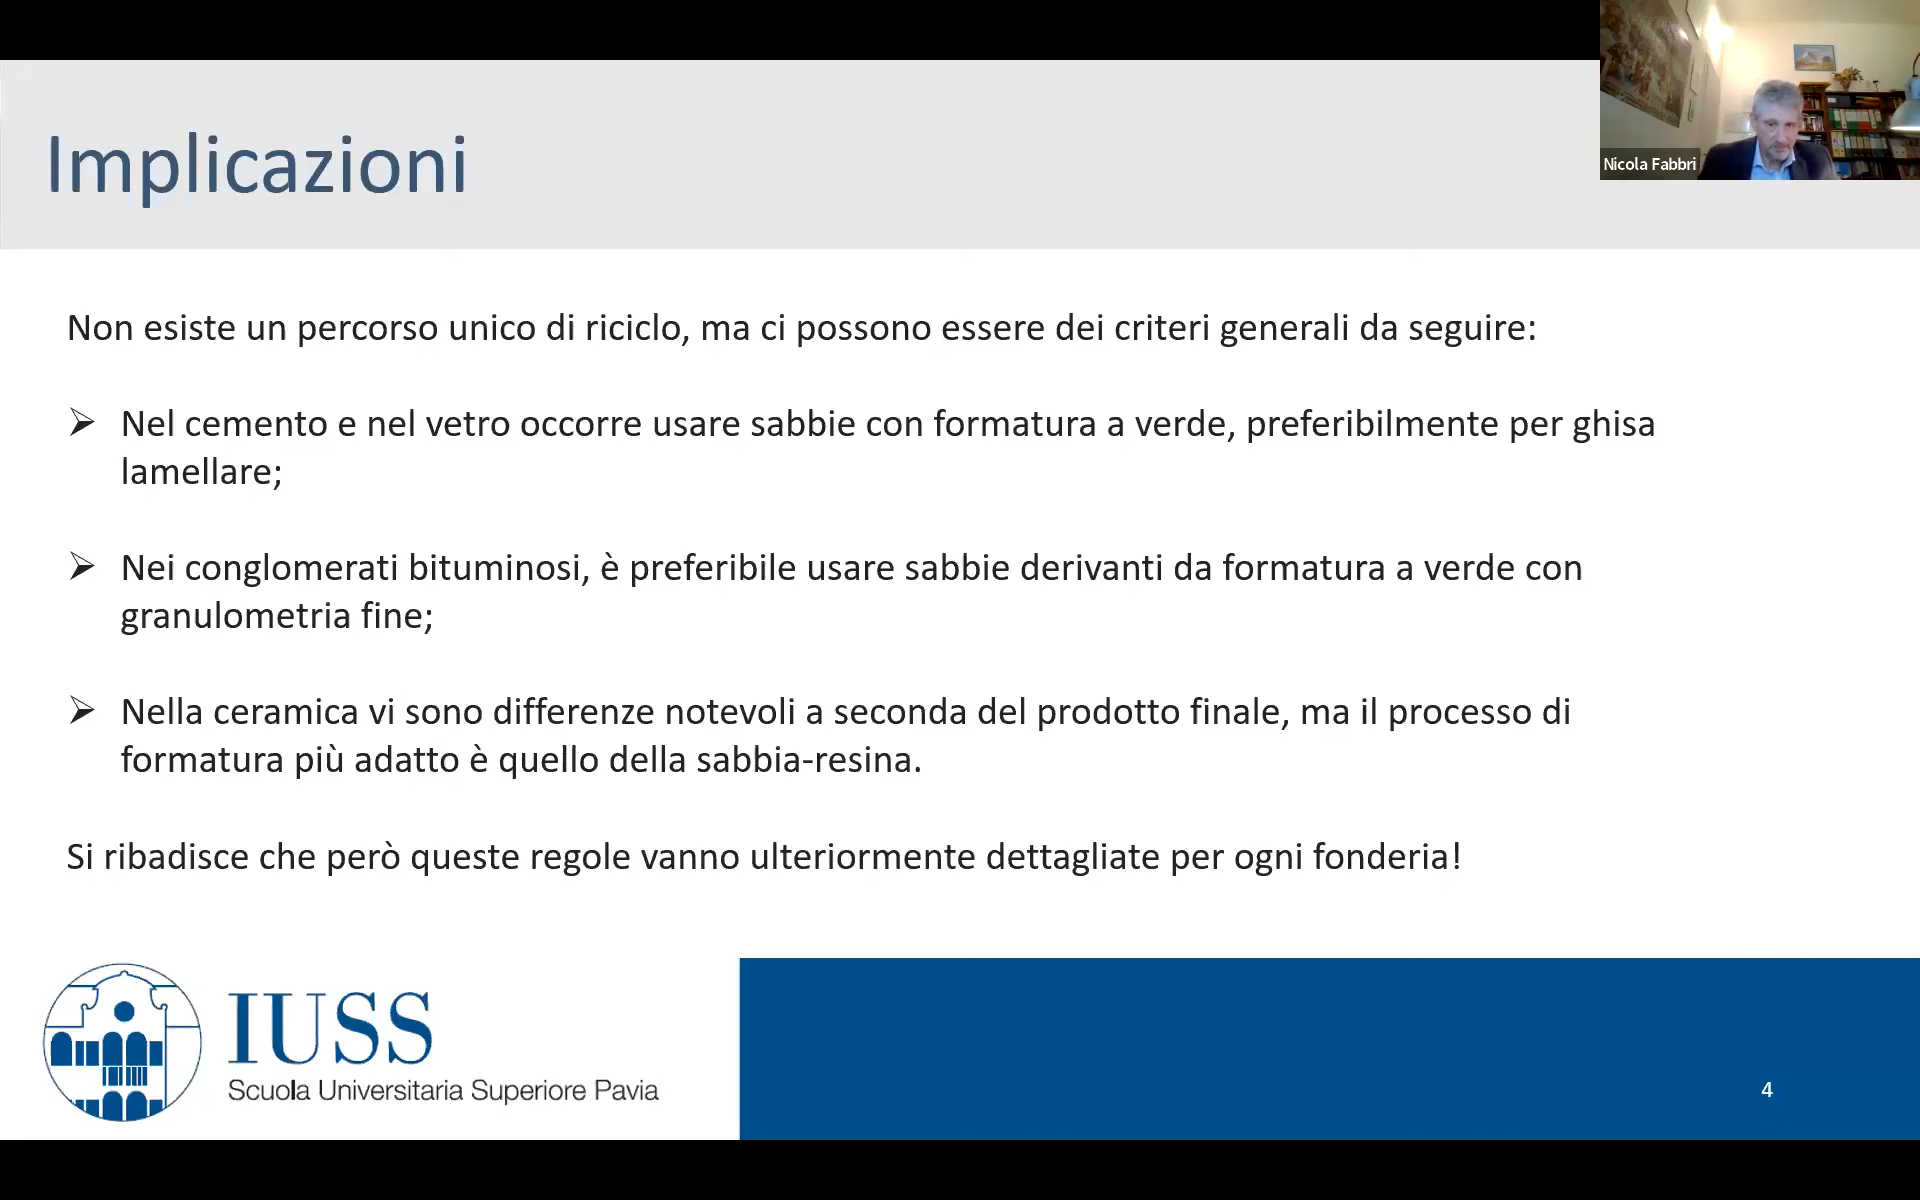 Implicazioni
Nicola Fabbri
Non esiste un percorso unico di riciclo, ma ci possono essere dei criteri generali da seguire:
Nel cemento e nel vetro occorre usare sabbie con formatura a verde, preferibilmente per ghisa
lamellare;
Nei conglomerati bituminosi, è preferibile usare sabbie derivanti da formatura a verde con
granulometria fine;
Nella ceramica vi sono differenze notevoli a seconda del prodotto finale, ma il processo di
formatura più adatto è quello della sabbia-resina.
Si ribadisce che però queste regole vanno ulteriormente dettagliate per ogni fonderia!
IUSS
Scuola Universitaria Superiore Pavia
4